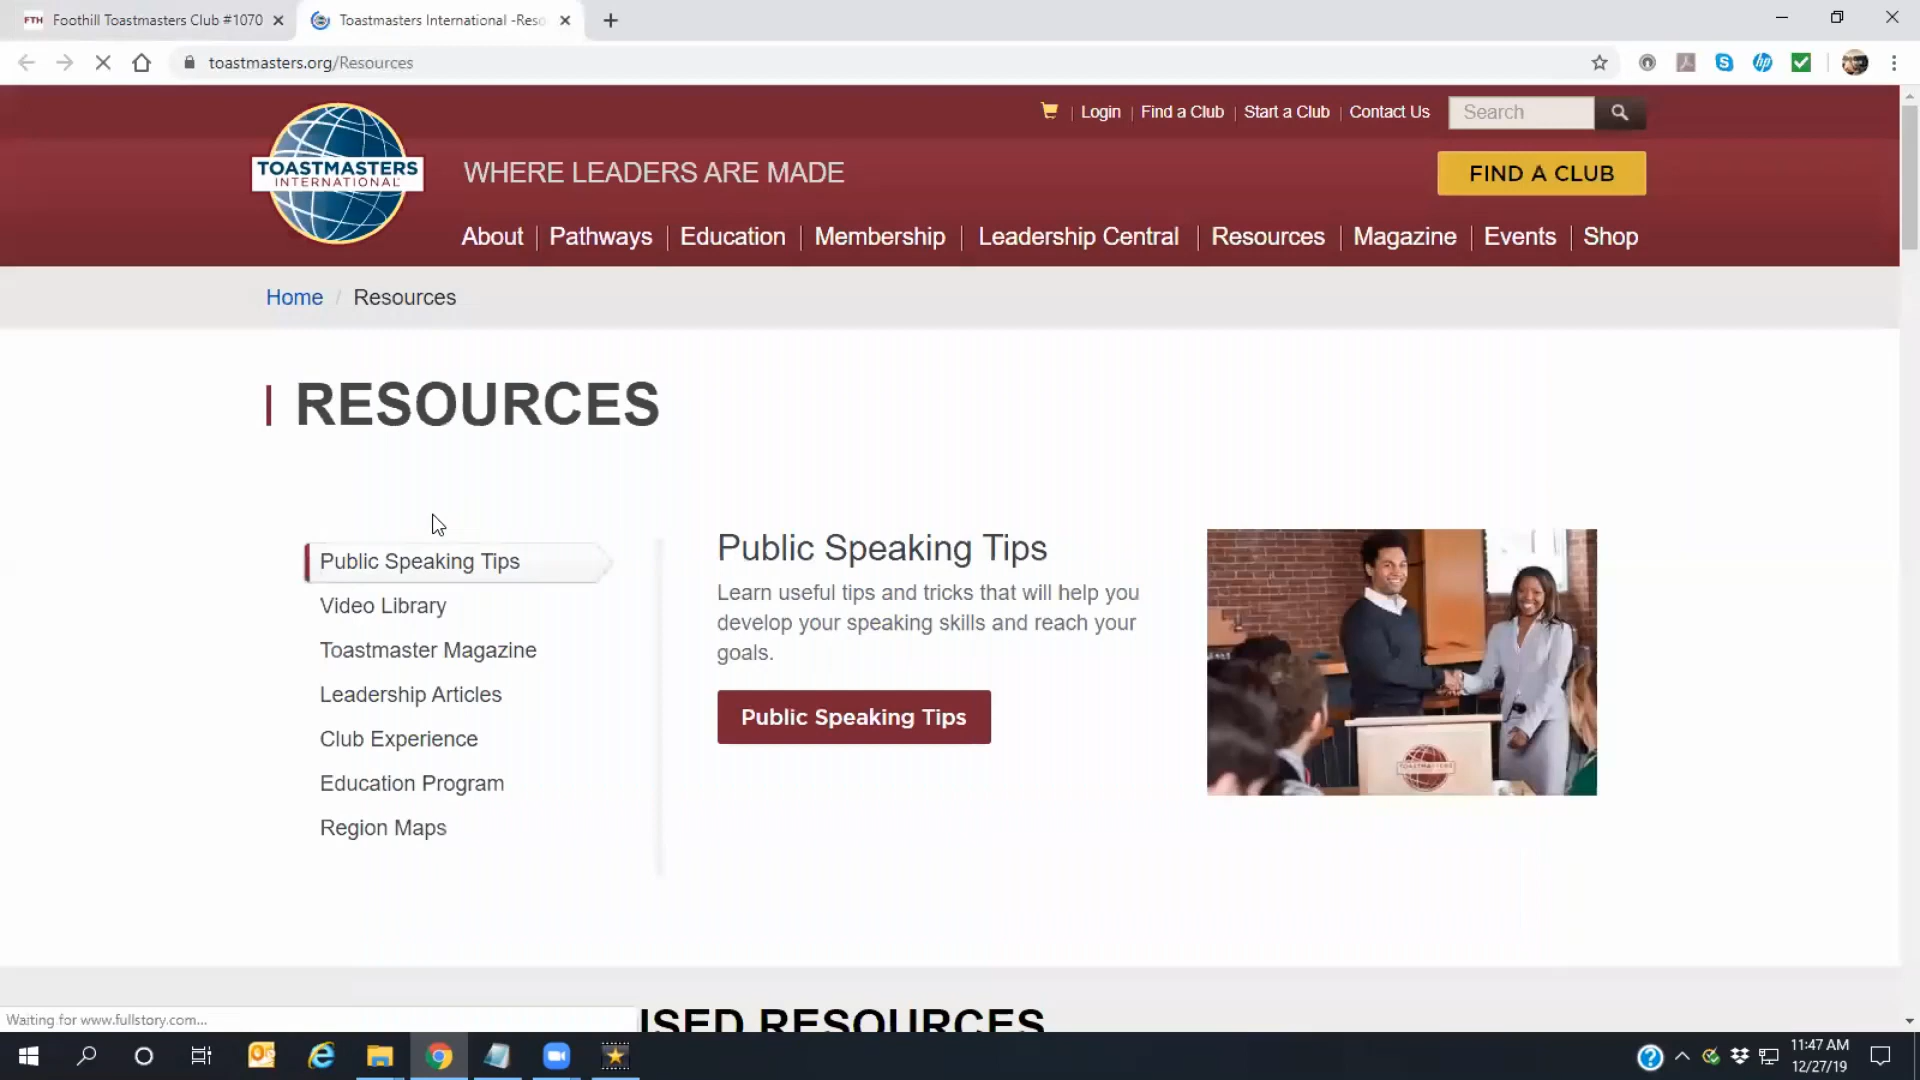 FTH Foothill Toastmasters Club #1070
Toastmasters International -Reso
toastmasters.org/Resources
Login | Find a Club | Start a Club | Contact Us
Search
TOASTMASTERS
INTERNATIONAL
WHERE LEADERS ARE MADE
FIND A CLUB
About | Pathways | Education | Membership | Leadership Central | Resources | Magazine | Events | Shop
Home / Resources
RESOURCES
Public Speaking Tips
Video Library
Toastmaster Magazine
Leadership Articles
Club Experience
Education Program
Region Maps
Public Speaking Tips
Learn useful tips and tricks that will help you
develop your speaking skills and reach your
goals.
Public Speaking Tips
TOASTMASTERS
ISED RESOURCES
Waiting for www.fullstory.com...
11:47 AM
12/27/19